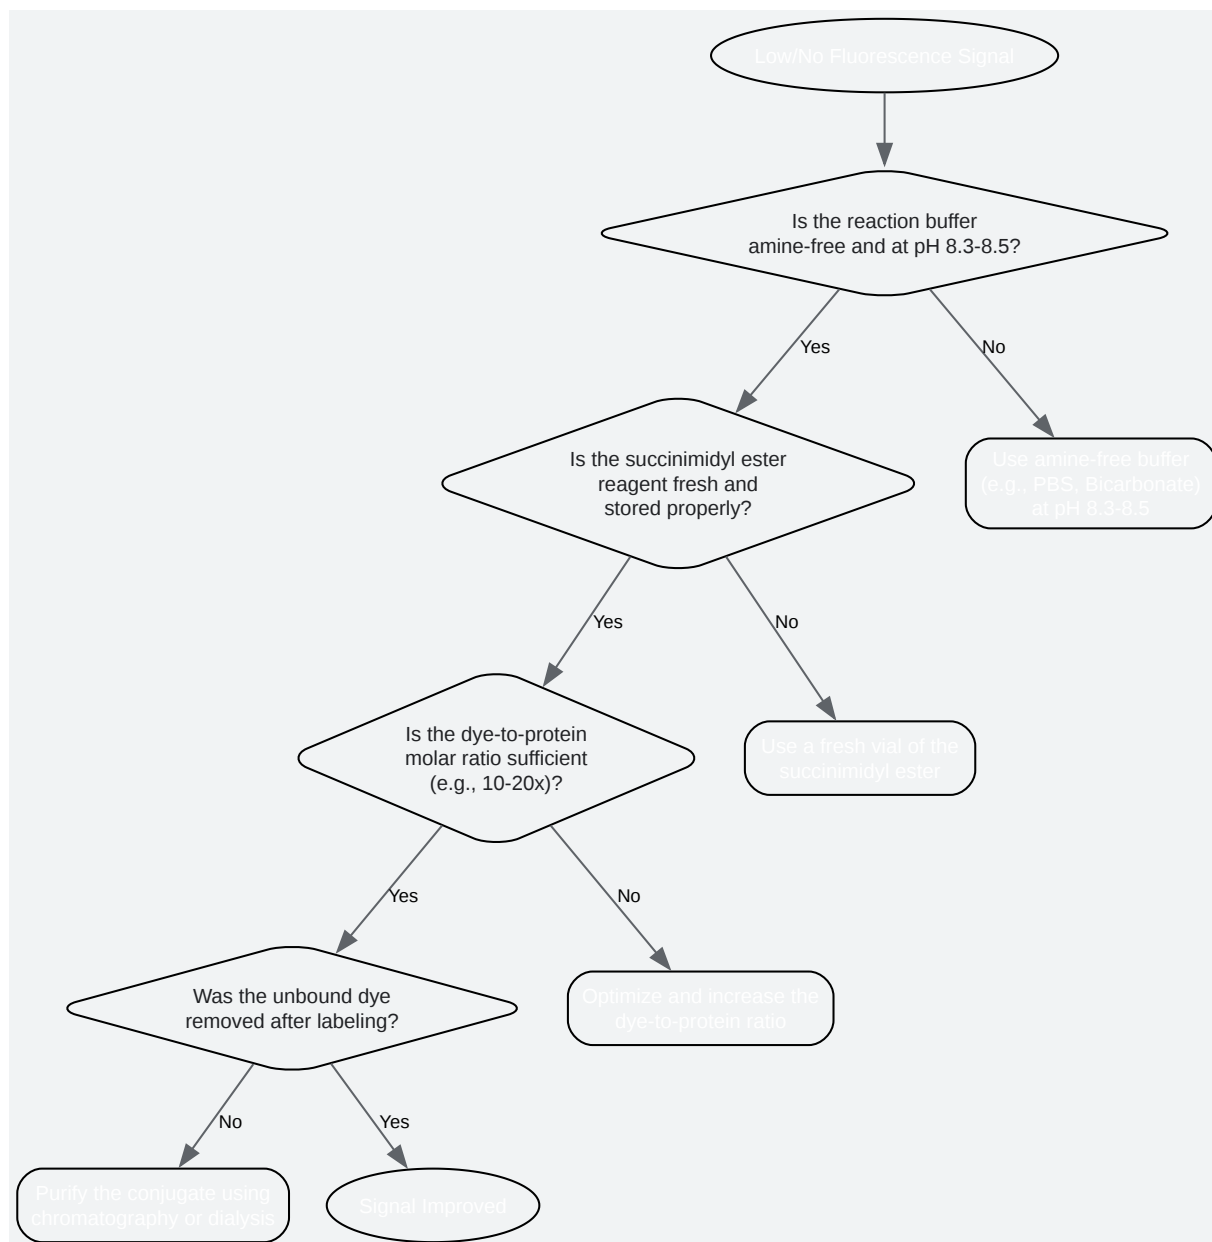 Low/No Fluorescence Signal
Is the reaction buffer
amine-free and at pH 8.3-8.5?
Yes
No
Is the succinimidyl ester
reagent fresh and
stored properly?
Use amine-free buffer
(e.g., PBS, Bicarbonate)
at pH 8.3-8.5
Yes
No
Is the dye-to-protein
molar ratio sufficient
(e.g., 10-20x)?
Use a fresh vial of the
succinimidyl ester
Yes
No
Was the unbound dye
removed after labeling?
Optimize and increase the
dye-to-protein ratio
No
Yes
Purify the conjugate using
chromatography or dialysis
Signal Improved